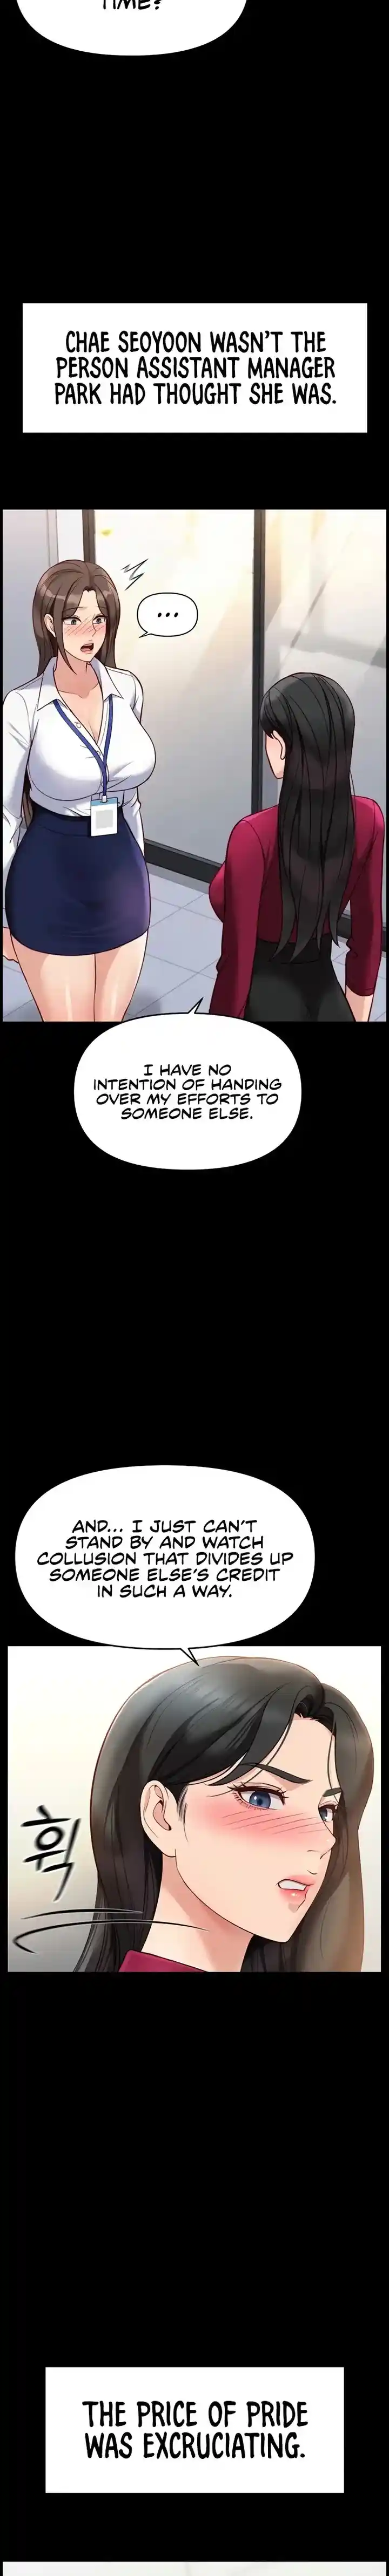 TIME?
CHAE SEOYOON WASN'T THE
PERSON ASSISTANT MANAGER
PARK HAD THOUGHT SHE WAS.
...
I HAVE NO
INTENTION OF HANDING
OVER MY EFFORTS TO
SOMEONE ELSE.
AND... I JUST CAN'T
STAND BY AND WATCH
COLLUSION THAT DIVIDES UP
SOMEONE ELSE'S CREDIT
IN SUCH A WAY.
휙
THE PRICE OF PRIDE
WAS EXCRUCIATING.